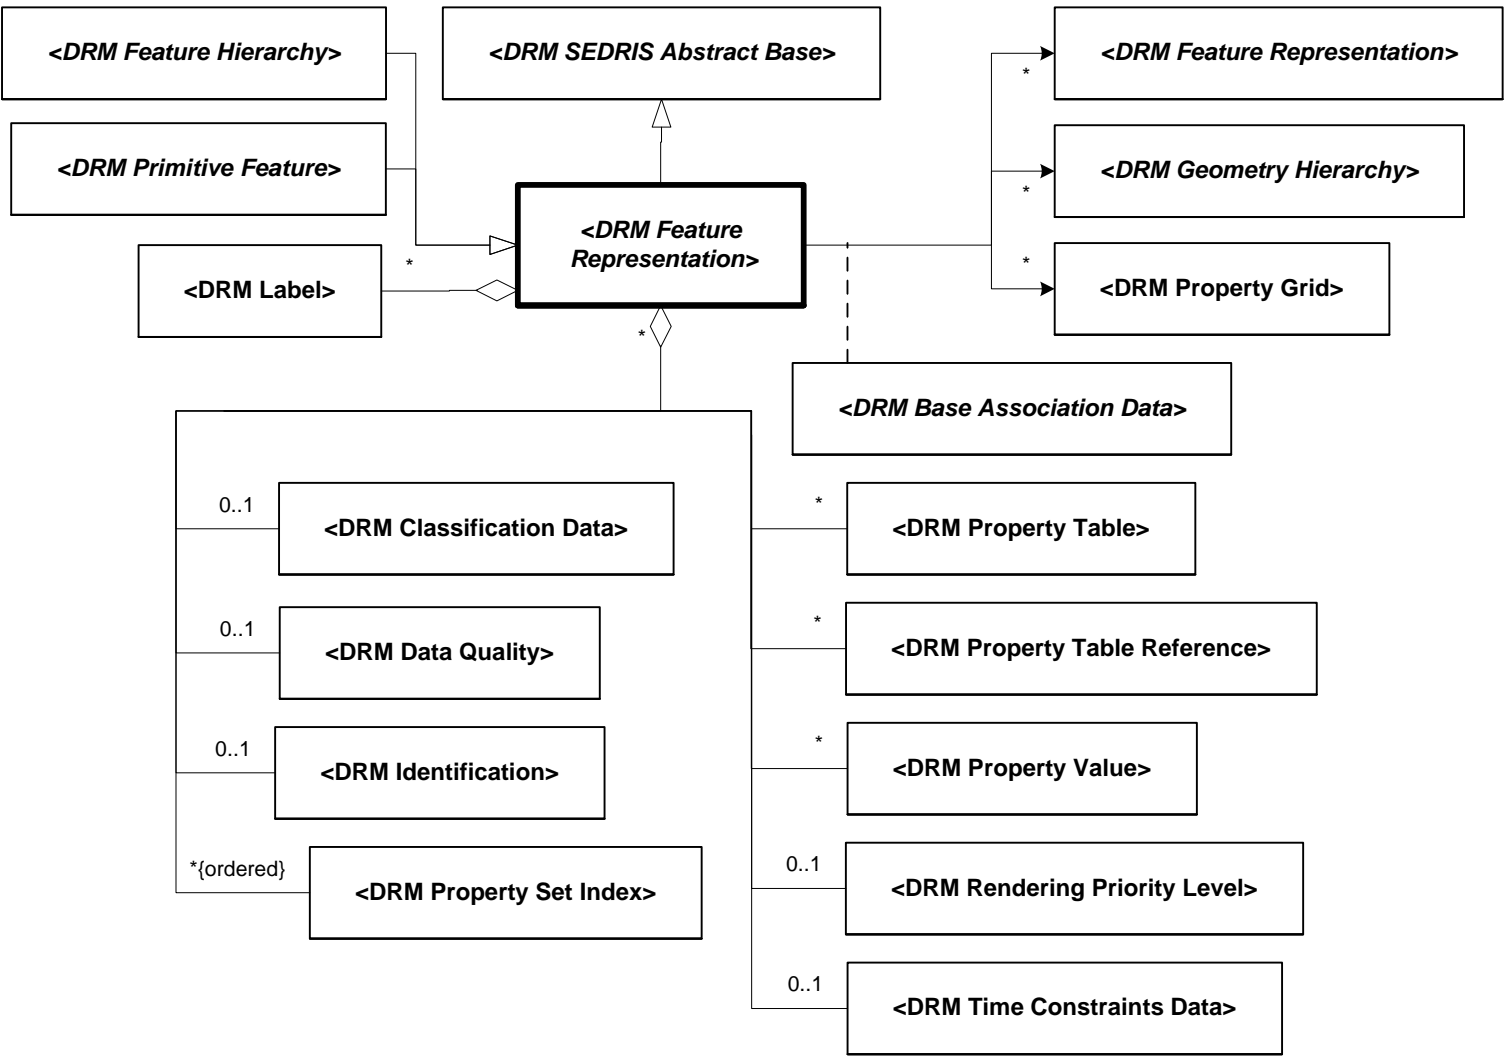 <DRM Feature Hierarchy>
<DRM SEDRIS Abstract Base>
<DRM Feature Representation>
*
<DRM Primitive Feature>
<DRM Geometry Hierarchy>
*
<DRM Feature
Representation>
*
<DRM Label>
*
<DRM Property Grid>
*
<DRM Base Association Data>
0..1
<DRM Classification Data>
*
<DRM Property Table>
0..1
<DRM Data Quality>
*
<DRM Property Table Reference>
0..1
<DRM Identification>
*
<DRM Property Value>
*{ordered}
<DRM Property Set Index>
0..1
<DRM Rendering Priority Level>
0..1
<DRM Time Constraints Data>